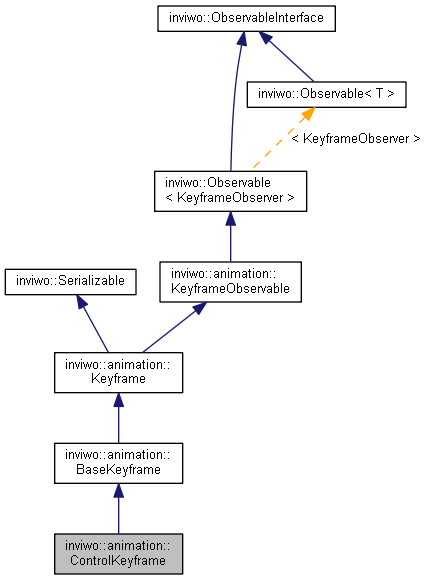 inviwo::ObservableInterface
inviwo::Observable< T >
< KeyframeObserver >
inviwo::Observable
< KeyframeObserver >
inviwo::animation::
KeyframeObservable
inviwo::Serializable
inviwo::animation::
Keyframe
inviwo::animation::
BaseKeyframe
inviwo::animation::
ControlKeyframe